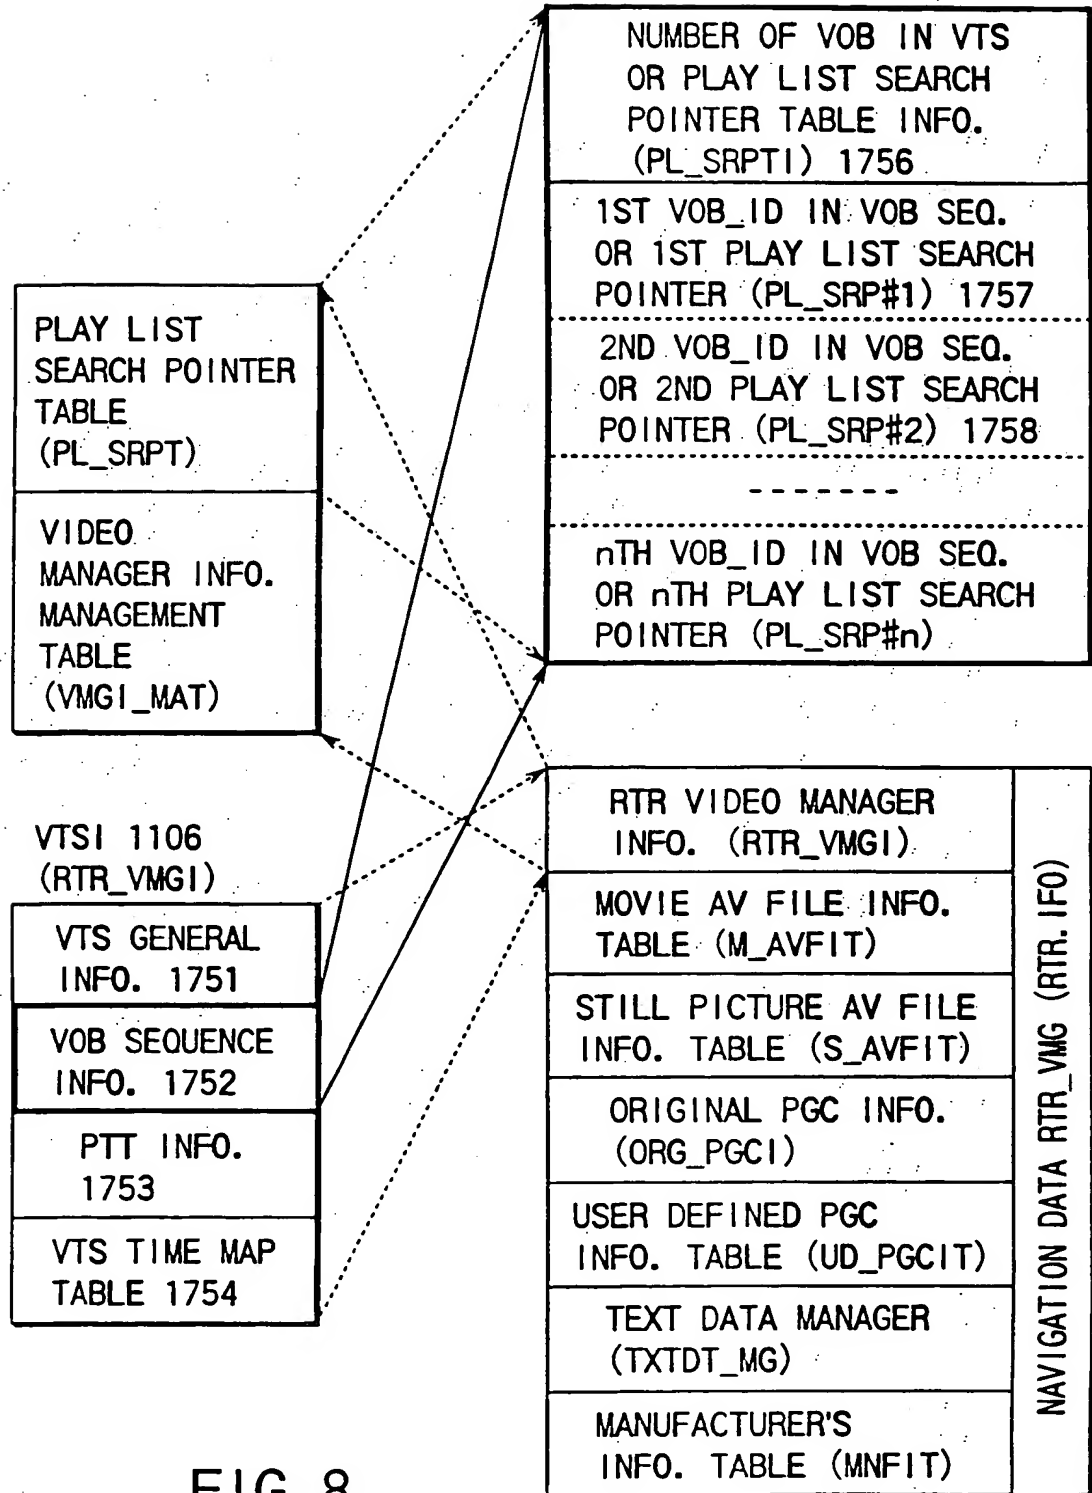 NUMBER OF VOB IN VTS
OR PLAY LIST SEARCH
POINTER TABLE INFO.
(PL_SRPTI) 1756
1ST VOB_ID IN VOB SEQ.
OR 1ST PLAY LIST SEARCH
POINTER (PL_SRP#1) 1757
2ND VOB_ID IN VOB SEQ.
OR 2ND PLAY LIST SEARCH
POINTER (PL_SRP#2) 1758
-------
nTH VOB_ID IN VOB SEQ.
OR nTH PLAY LIST SEARCH
POINTER (PL_SRP#n)
PLAY LIST
SEARCH POINTER
TABLE
(PL_SRPT)
VIDEO
MANAGER INFO.
MANAGEMENT
TABLE
(VMGI_MAT)
VTSI 1106
(RTR_VMGI)
VTS GENERAL
INFO. 1751
VOB SEQUENCE
INFO. 1752
PTT INFO.
1753
VTS TIME MAP
TABLE 1754
RTR VIDEO MANAGER
INFO. (RTR_VMGI)
MOVIE AV FILE INFO.
TABLE (M_AVFIT)
STILL PICTURE AV FILE
INFO. TABLE (S_AVFIT)
ORIGINAL PGC INFO.
(ORG_PGCI)
USER DEFINED PGC
INFO. TABLE (UD_PGCIT)
TEXT DATA MANAGER
(TXTDT_MG)
MANUFACTURER'S
INFO. TABLE (MNFIT)
NAVIGATION DATA RTR_VMG (RTR.IFO)
FIG. 8